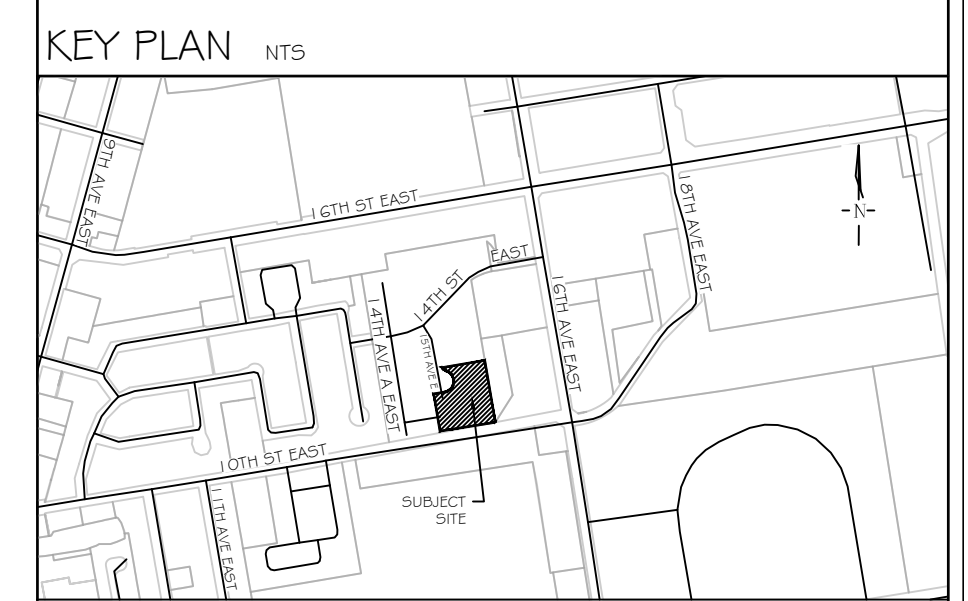 KEY PLAN NTS
9TH AVE EAST
16TH ST EAST
18TH AVE EAST
N
14TH ST EAST
14TH AVE A EAST
15TH AVE E
16TH AVE EAST
10TH ST EAST
11TH AVE EAST
SUBJECT
SITE